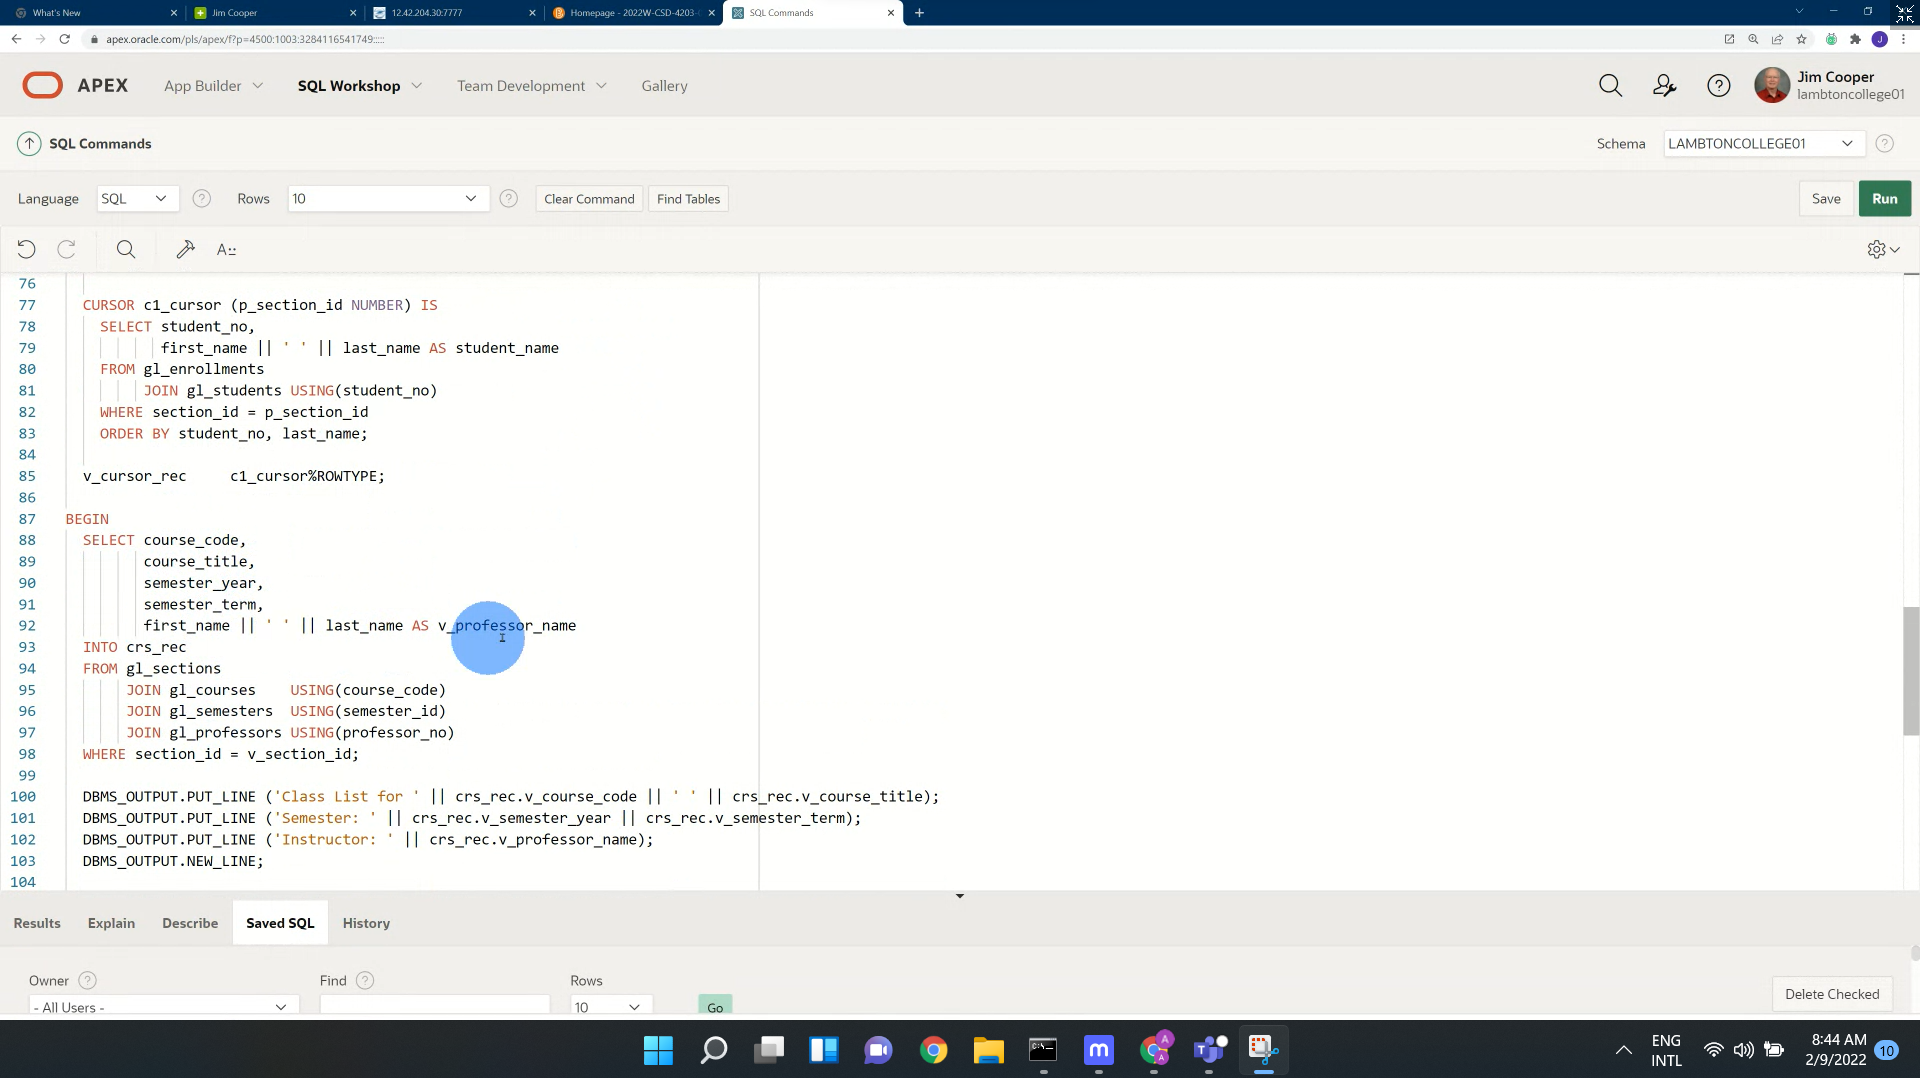 What's New
Jim Cooper
12.42.204.30:7777
Homepage - 2022W-CSD-4203-
SQL Commands
apex.oracle.com/pls/apex/f?p=4500:1003:3284116541749:::::
J
APEX
App Builder
SQL Workshop
Team Development
Gallery
Jim Cooper
lambtoncollege01
SQL Commands
Schema
LAMBTONCOLLEGE01
Language
SQL
Rows
10
Clear Command
Find Tables
Save
Run
76
77 CURSOR c1_cursor (p_section_id NUMBER) IS
78 SELECT student_no,
79 first_name || ' ' || last_name AS student_name
80 FROM gl_enrollments
81 JOIN gl_students USING(student_no)
82 WHERE section_id = p_section_id
83 ORDER BY student_no, last_name;
84
85 v_cursor_rec c1_cursor%ROWTYPE;
86
87 BEGIN
88 SELECT course_code,
89 course_title,
90 semester_year,
91 semester_term,
92 first_name || ' ' || last_name AS v_professor_name
93 INTO crs_rec
94 FROM gl_sections
95 JOIN gl_courses USING(course_code)
96 JOIN gl_semesters USING(semester_id)
97 JOIN gl_professors USING(professor_no)
98 WHERE section_id = v_section_id;
99
100 DBMS_OUTPUT.PUT_LINE ('Class List for ' || crs_rec.v_course_code || ' ' || crs_rec.v_course_title);
101 DBMS_OUTPUT.PUT_LINE ('Semester: ' || crs_rec.v_semester_year || crs_rec.v_semester_term);
102 DBMS_OUTPUT.PUT_LINE ('Instructor: ' || crs_rec.v_professor_name);
103 DBMS_OUTPUT.NEW_LINE;
104
Results
Explain
Describe
Saved SQL
History
Owner
Find
Rows
- All Users -
10
Go
Delete Checked
ENG
INTL
8:44 AM
2/9/2022
10